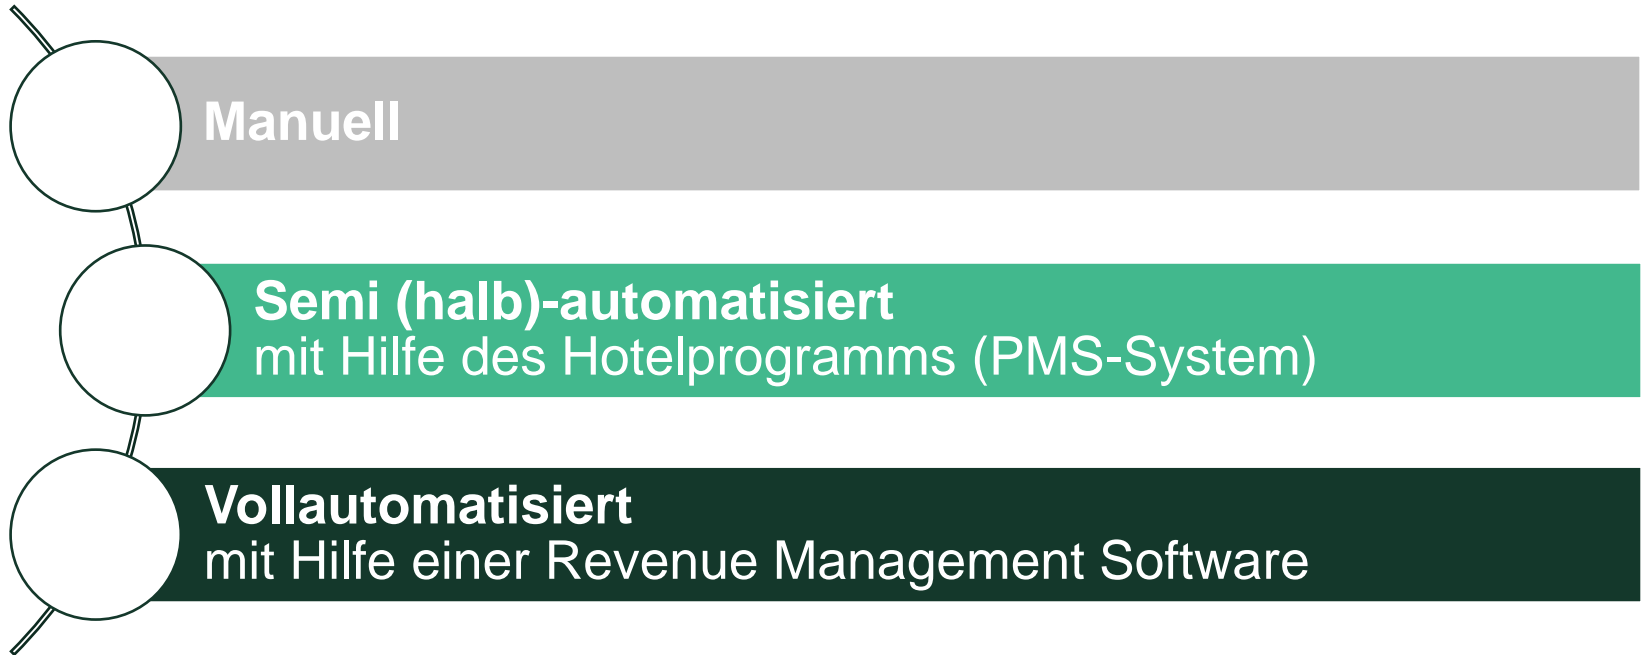 Manuell
Semi (halb)-automatisiert
mit Hilfe des Hotelprogramms (PMS-System)
Vollautomatisiert
mit Hilfe einer Revenue Management Software